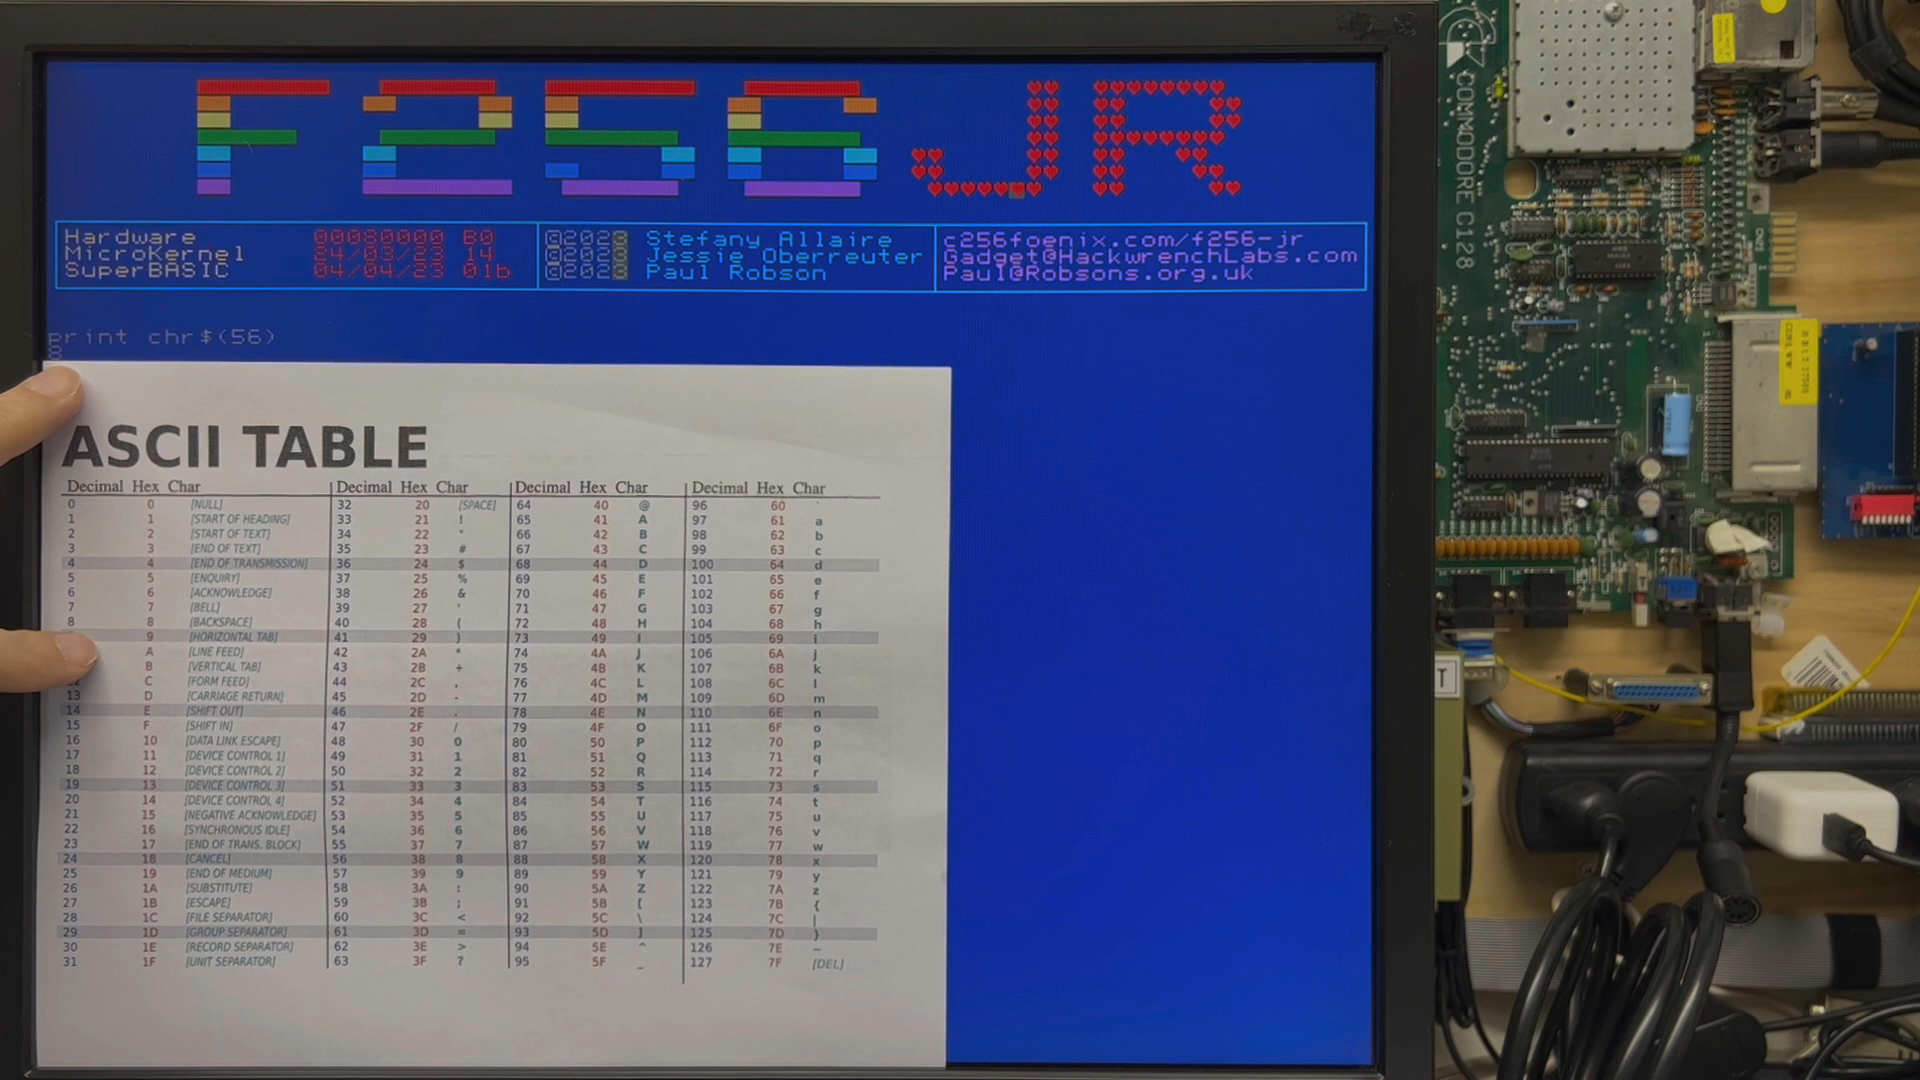 F256JR
Hardware 00080000 B0
MicroKernel 24/03/23 14
SuperBASIC 04/04/23 01b
©2023 Stefany Allaire
©2023 Jessie Oberreuter
©2023 Paul Robson
c256foenix.com/f256-jr
Gadget@HackwrenchLabs.com
Paul@Robsons.org.uk
print chr$(56)
8
ASCII TABLE
Decimal Hex Char Decimal Hex Char Decimal Hex Char Decimal Hex Char
0 0 [NULL] 32 20 [SPACE] 64 40 @ 96 60 `
1 1 [START OF HEADING] 33 21 ! 65 41 A 97 61 a
2 2 [START OF TEXT] 34 22 " 66 42 B 98 62 b
3 3 [END OF TEXT] 35 23 # 67 43 C 99 63 c
4 4 [END OF TRANSMISSION] 36 24 $ 68 44 D 100 64 d
5 5 [ENQUIRY] 37 25 % 69 45 E 101 65 e
6 6 [ACKNOWLEDGE] 38 26 & 70 46 F 102 66 f
7 7 [BELL] 39 27 ' 71 47 G 103 67 g
8 8 [BACKSPACE] 40 28 ( 72 48 H 104 68 h
9 [HORIZONTAL TAB] 41 29 ) 73 49 I 105 69 i
A [LINE FEED] 42 2A * 74 4A J 106 6A j
B [VERTICAL TAB] 43 2B + 75 4B K 107 6B k
C [FORM FEED] 44 2C , 76 4C L 108 6C l
13 D [CARRIAGE RETURN] 45 2D - 77 4D M 109 6D m
14 E [SHIFT OUT] 46 2E . 78 4E N 110 6E n
15 F [SHIFT IN] 47 2F / 79 4F O 111 6F o
16 10 [DATA LINK ESCAPE] 48 30 0 80 50 P 112 70 p
17 11 [DEVICE CONTROL 1] 49 31 1 81 51 Q 113 71 q
18 12 [DEVICE CONTROL 2] 50 32 2 82 52 R 114 72 r
19 13 [DEVICE CONTROL 3] 51 33 3 83 53 S 115 73 s
20 14 [DEVICE CONTROL 4] 52 34 4 84 54 T 116 74 t
21 15 [NEGATIVE ACKNOWLEDGE] 53 35 5 85 55 U 117 75 u
22 16 [SYNCHRONOUS IDLE] 54 36 6 86 56 V 118 76 v
23 17 [END OF TRANS. BLOCK] 55 37 7 87 57 W 119 77 w
24 18 [CANCEL] 56 38 8 88 58 X 120 78 x
25 19 [END OF MEDIUM] 57 39 9 89 59 Y 121 79 y
26 1A [SUBSTITUTE] 58 3A : 90 5A Z 122 7A z
27 1B [ESCAPE] 59 3B ; 91 5B [ 123 7B {
28 1C [FILE SEPARATOR] 60 3C < 92 5C \ 124 7C |
29 1D [GROUP SEPARATOR] 61 3D = 93 5D ] 125 7D }
30 1E [RECORD SEPARATOR] 62 3E > 94 5E ^ 126 7E ~
31 1F [UNIT SEPARATOR] 63 3F ? 95 5F _ 127 7F [DEL]
COMMODORE C128
T